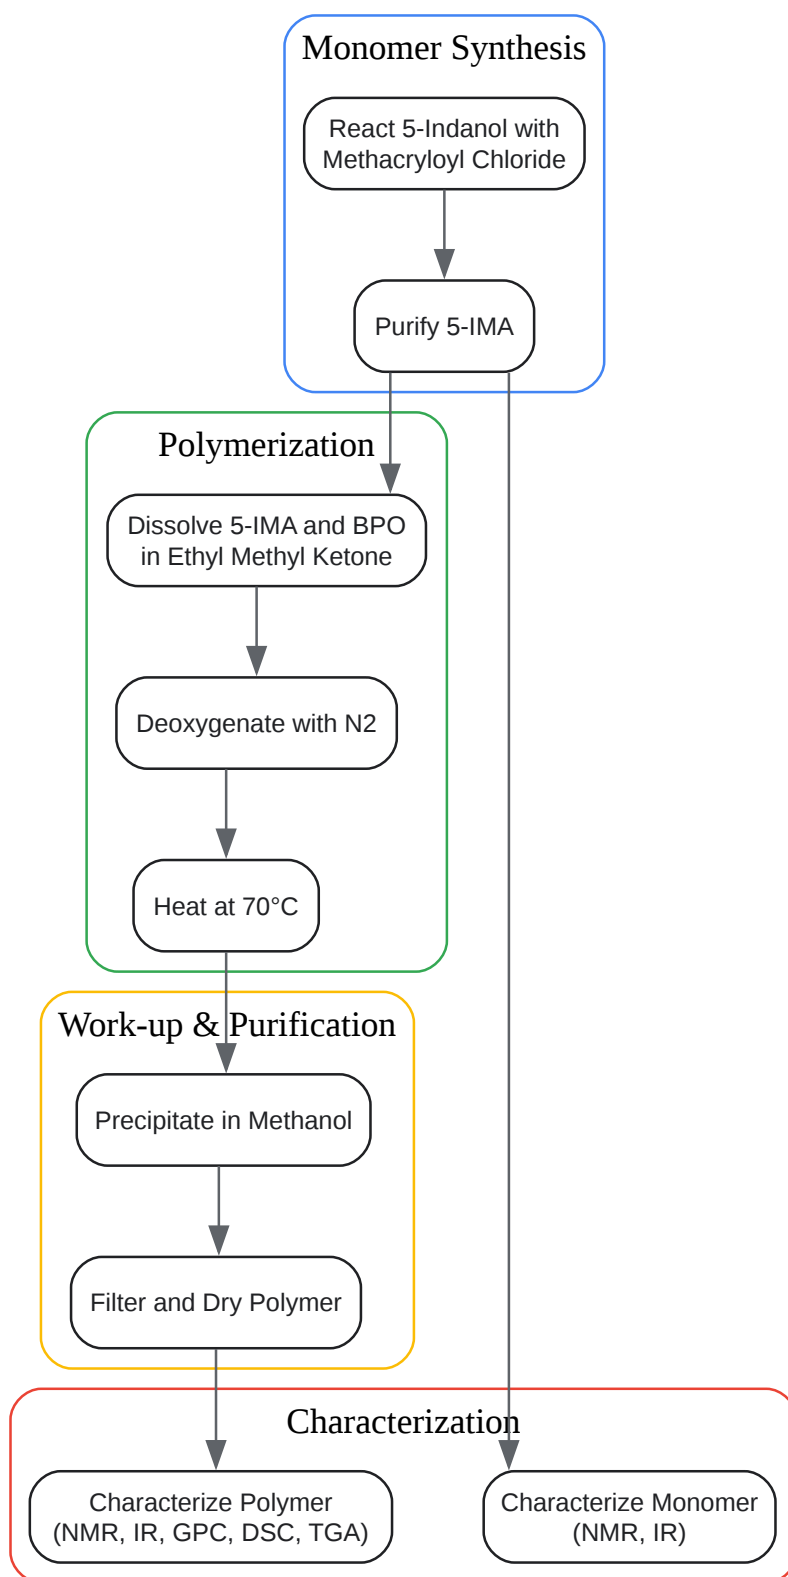 Monomer Synthesis
React 5-Indanol with
Methacryloyl Chloride
Purify 5-IMA
Polymerization
Dissolve 5-IMA and BPO
in Ethyl Methyl Ketone
Deoxygenate with N2
Heat at 70°C
Work-up & Purification
Precipitate in Methanol
Filter and Dry Polymer
Characterization
Characterize Polymer
(NMR, IR, GPC, DSC, TGA)
Characterize Monomer
(NMR, IR)